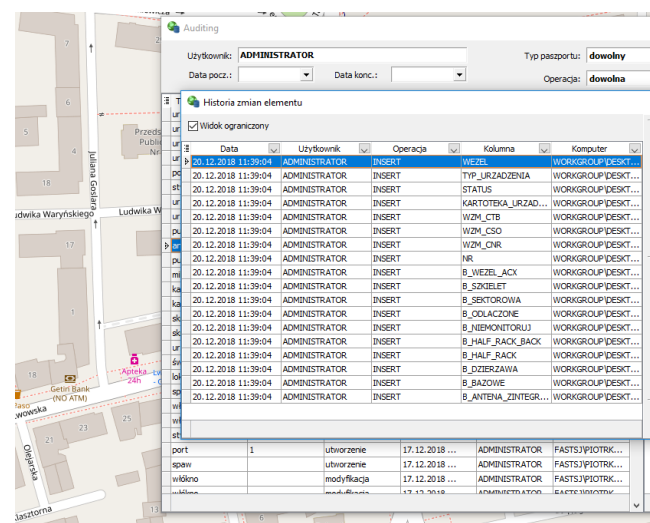 Auditing
Użytkownik: ADMINISTRATOR Typ paszportu: dowolny
Data pocz.: Data konc.: Operacja: dowolna
Historia zmian elementu
Widok ograniczony
Data Użytkownik Operacja Kolumna Komputer
20.12.2018 11:39:04 ADMINISTRATOR INSERT WEZEL WORKGROUP\DESKT...
20.12.2018 11:39:04 ADMINISTRATOR INSERT TYP_URZADZENIA WORKGROUP\DESKT...
20.12.2018 11:39:04 ADMINISTRATOR INSERT STATUS WORKGROUP\DESKT...
20.12.2018 11:39:04 ADMINISTRATOR INSERT KARTOTEKA_URZAD... WORKGROUP\DESKT...
20.12.2018 11:39:04 ADMINISTRATOR INSERT WZM_CTB WORKGROUP\DESKT...
20.12.2018 11:39:04 ADMINISTRATOR INSERT WZM_CSO WORKGROUP\DESKT...
20.12.2018 11:39:04 ADMINISTRATOR INSERT WZM_CNR WORKGROUP\DESKT...
20.12.2018 11:39:04 ADMINISTRATOR INSERT NR WORKGROUP\DESKT...
20.12.2018 11:39:04 ADMINISTRATOR INSERT B_WEZEL_ACX WORKGROUP\DESKT...
20.12.2018 11:39:04 ADMINISTRATOR INSERT B_SZKIELET WORKGROUP\DESKT...
20.12.2018 11:39:04 ADMINISTRATOR INSERT B_SEKTOROWA WORKGROUP\DESKT...
20.12.2018 11:39:04 ADMINISTRATOR INSERT B_ODLACZONE WORKGROUP\DESKT...
20.12.2018 11:39:04 ADMINISTRATOR INSERT B_NIEMONITORUJ WORKGROUP\DESKT...
20.12.2018 11:39:04 ADMINISTRATOR INSERT B_HALF_RACK_BACK WORKGROUP\DESKT...
20.12.2018 11:39:04 ADMINISTRATOR INSERT B_HALF_RACK WORKGROUP\DESKT...
20.12.2018 11:39:04 ADMINISTRATOR INSERT B_DZIERZAWA WORKGROUP\DESKT...
20.12.2018 11:39:04 ADMINISTRATOR INSERT B_BAZOWE WORKGROUP\DESKT...
20.12.2018 11:39:04 ADMINISTRATOR INSERT B_ANTENA_ZINTEGR... WORKGROUP\DESKT...
port 1 utworzenie 17.12.2018 ... ADMINISTRATOR FASTSJ\PIOTRK...
spaw utworzenie 17.12.2018 ... ADMINISTRATOR FASTSJ\PIOTRK...
włókno modyfikacja 17.12.2018 ... ADMINISTRATOR FASTSJ\PIOTRK...
7
6
5
4
18
Juliana Goslara
Ludwika W
17
1
Apteka
24h
18
Getin Bank
(NO ATM)
25
23
21
Olejarska
13
6